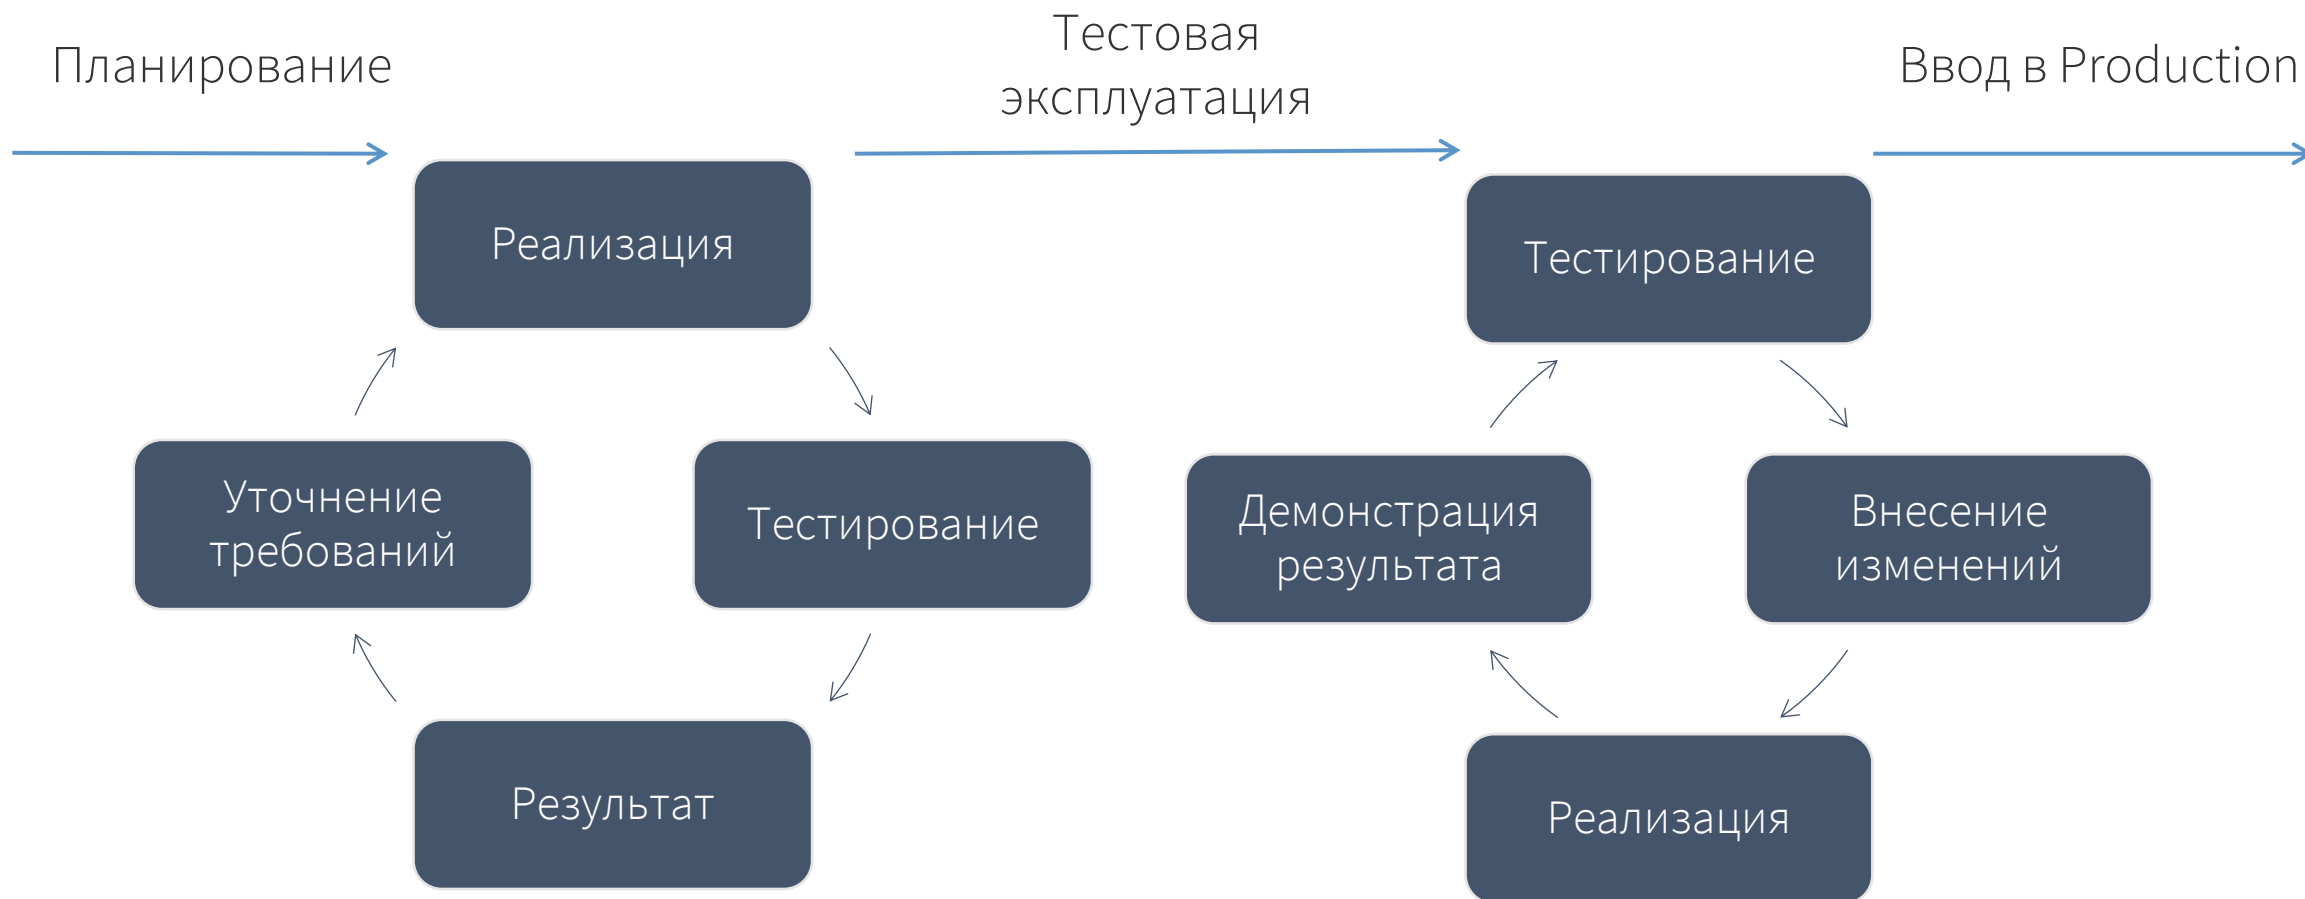 Планирование
Тестовая
эксплуатация
Ввод в Production
Реализация
Уточнение
требований
Тестирование
Результат
Тестирование
Демонстрация
результата
Внесение
изменений
Реализация